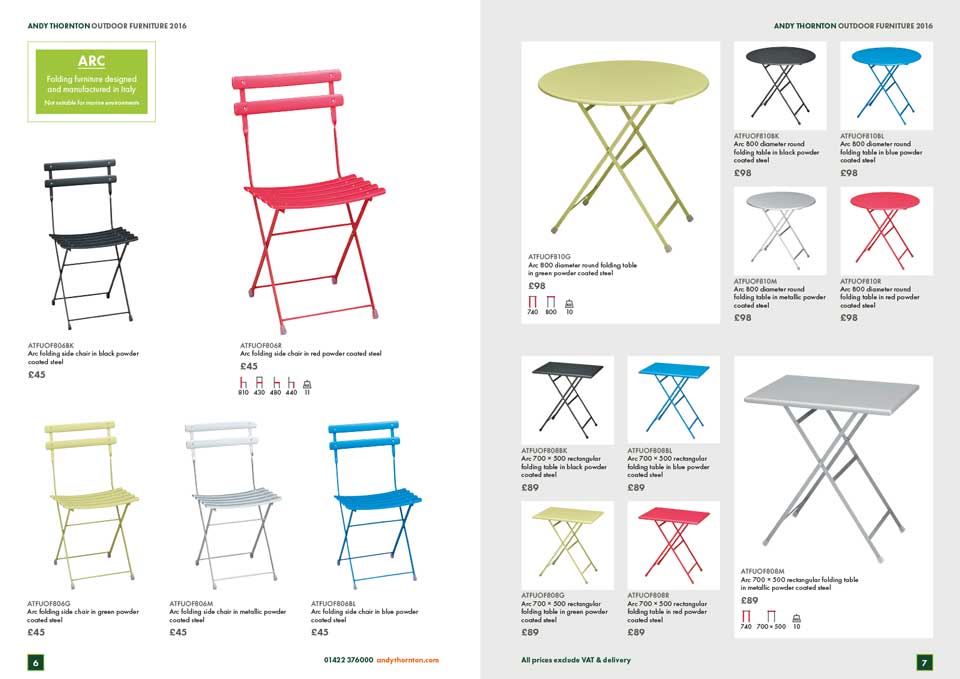 ANDY THORNTON OUTDOOR FURNITURE 2016
ARC
Folding furniture designed
and manufactured in Italy
Not suitable for marine environments
ATFUOF806BK
Arc folding side chair in black powder
coated steel
£45
ATFUOF806R
Arc folding side chair in red powder coated steel
£45
810 430 480 440 11
ATFUOF806G
Arc folding side chair in green powder
coated steel
£45
ATFUOF806M
Arc folding side chair in metallic powder
coated steel
£45
ATFUOF806BL
Arc folding side chair in blue powder
coated steel
£45
6
01422 376000 andythornton.com
ANDY THORNTON OUTDOOR FURNITURE 2016
ATFUOF810G
Arc 800 diameter round folding table
in green powder coated steel
£98
740 800 10
ATFUOF810BK
Arc 800 diameter round
folding table in black powder
coated steel
£98
ATFUOF810BL
Arc 800 diameter round
folding table in blue powder
coated steel
£98
ATFUOF810M
Arc 800 diameter round
folding table in metallic powder
coated steel
£98
ATFUOF810R
Arc 800 diameter round
folding table in red powder
coated steel
£98
ATFUOF808BK
Arc 700 × 500 rectangular
folding table in black powder
coated steel
£89
ATFUOF808BL
Arc 700 × 500 rectangular
folding table in blue powder
coated steel
£89
ATFUOF808G
Arc 700 × 500 rectangular
folding table in green powder
coated steel
£89
ATFUOF808R
Arc 700 × 500 rectangular
folding table in red powder
coated steel
£89
ATFUOF808M
Arc 700 × 500 rectangular folding table
in metallic powder coated steel
£89
740 700 × 500 10
All prices exclude VAT & delivery
7